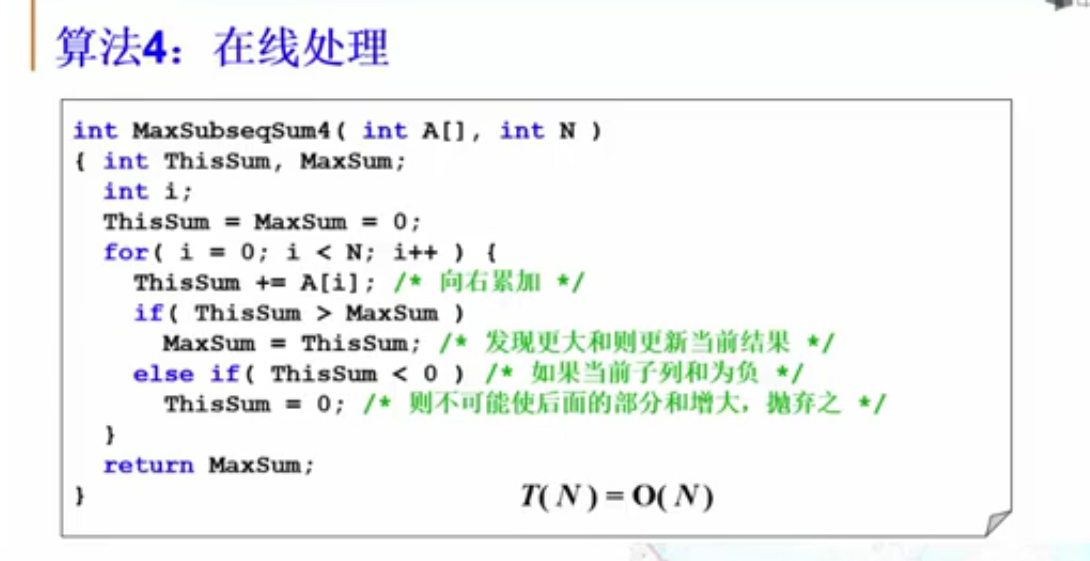 算法4：在线处理
int MaxSubseqSum4( int A[], int N )
{ int ThisSum, MaxSum;
int i;
ThisSum = MaxSum = 0;
for( i = 0; i < N; i++ ) {
ThisSum += A[i]; /* 向右累加 */
if( ThisSum > MaxSum )
MaxSum = ThisSum; /* 发现更大和则更新当前结果 */
else if( ThisSum < 0 ) /* 如果当前子列和为负 */
ThisSum = 0; /* 则不可能使后面的部分和增大，抛弃之 */
}
return MaxSum;
}
T( N ) = O( N )